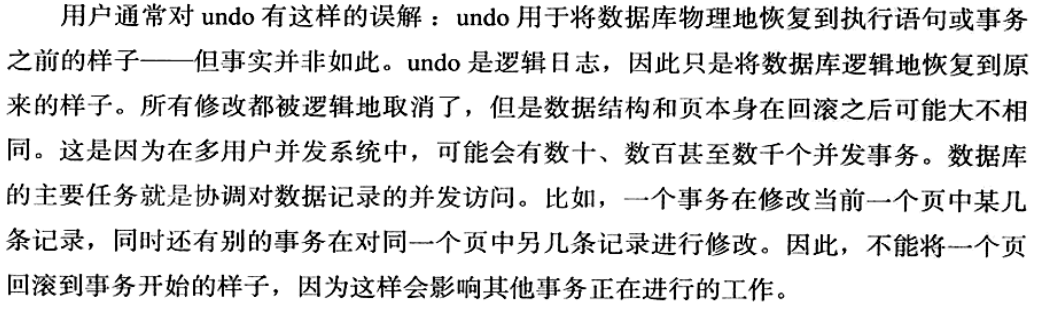 用户通常对 undo 有这样的误解：undo 用于将数据库物理地恢复到执行语句或事务
之前的样子——但事实并非如此。undo 是逻辑日志，因此只是将数据库逻辑地恢复到原
来的样子。所有修改都被逻辑地取消了，但是数据结构和页本身在回滚之后可能大不相
同。这是因为在多用户并发系统中，可能会有数十、数百甚至数千个并发事务。数据库
的主要任务就是协调对数据记录的并发访问。比如，一个事务在修改当前一个页中某几
条记录，同时还有别的事务在对同一个页中另几条记录进行修改。因此，不能将一个页
回滚到事务开始的样子，因为这样会影响其他事务正在进行的工作。